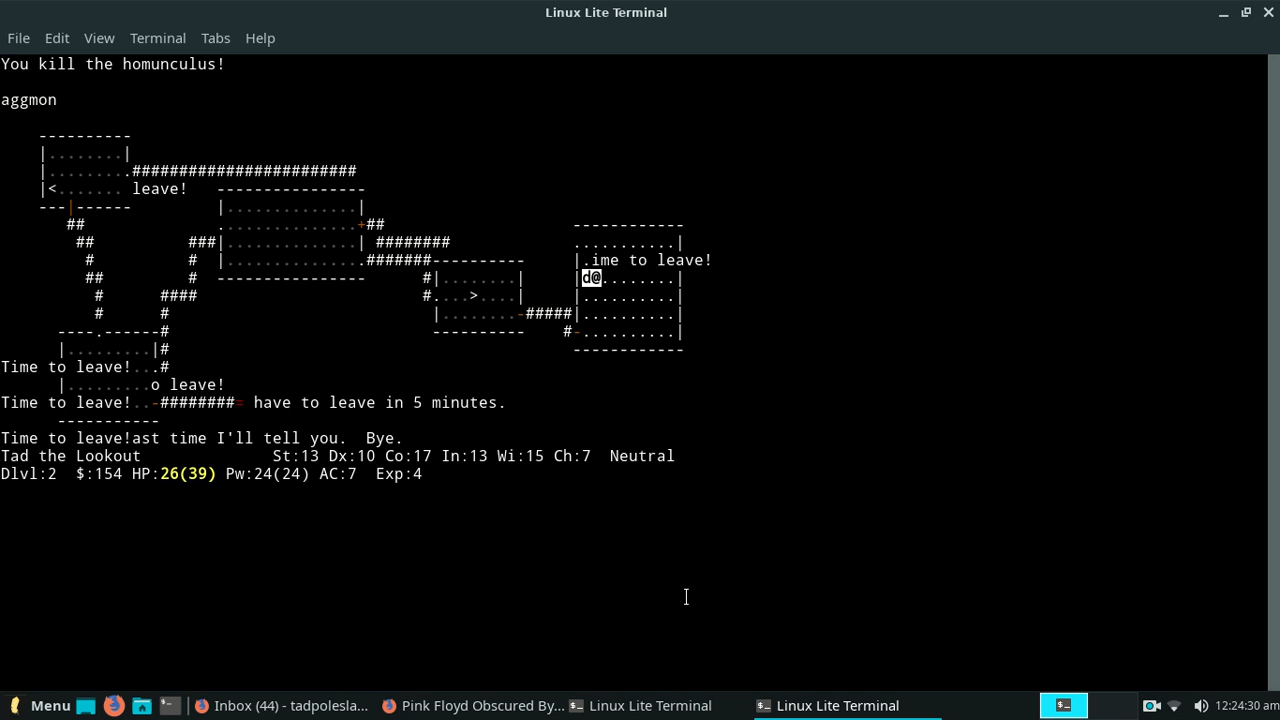 Linux Lite Terminal
File Edit View Terminal Tabs Help
You kill the homunculus!
aggmon
 ----------
 |........|
 |.........########################
 |<....... leave!   ----------------
 ---|------         |..............|
 ##                ................+##          ------------
 ##            ###|..............| ########     ...........|
 #            #  |...............#######----------     |.ime to leave!
 ##           #  ----------------      #|........|     |d@........|
 #        ####                         #....>....|     |..........|
 #        #                             |........-#####|..........|
 ----.------#                           ----------    #-..........|
 |.........|#                                          ------------
Time to leave!...#
 |.........o leave!
Time to leave!..-########= have to leave in 5 minutes.
 -----------
Time to leave!ast time I'll tell you.  Bye.
Tad the Lookout St:13 Dx:10 Co:17 In:13 Wi:15 Ch:7 Neutral
Dlvl:2 $:154 HP:26(39) Pw:24(24) AC:7 Exp:4
Menu Inbox (44) - tadpolesla... Pink Floyd Obscured By... Linux Lite Terminal Linux Lite Terminal 12:24:30 am